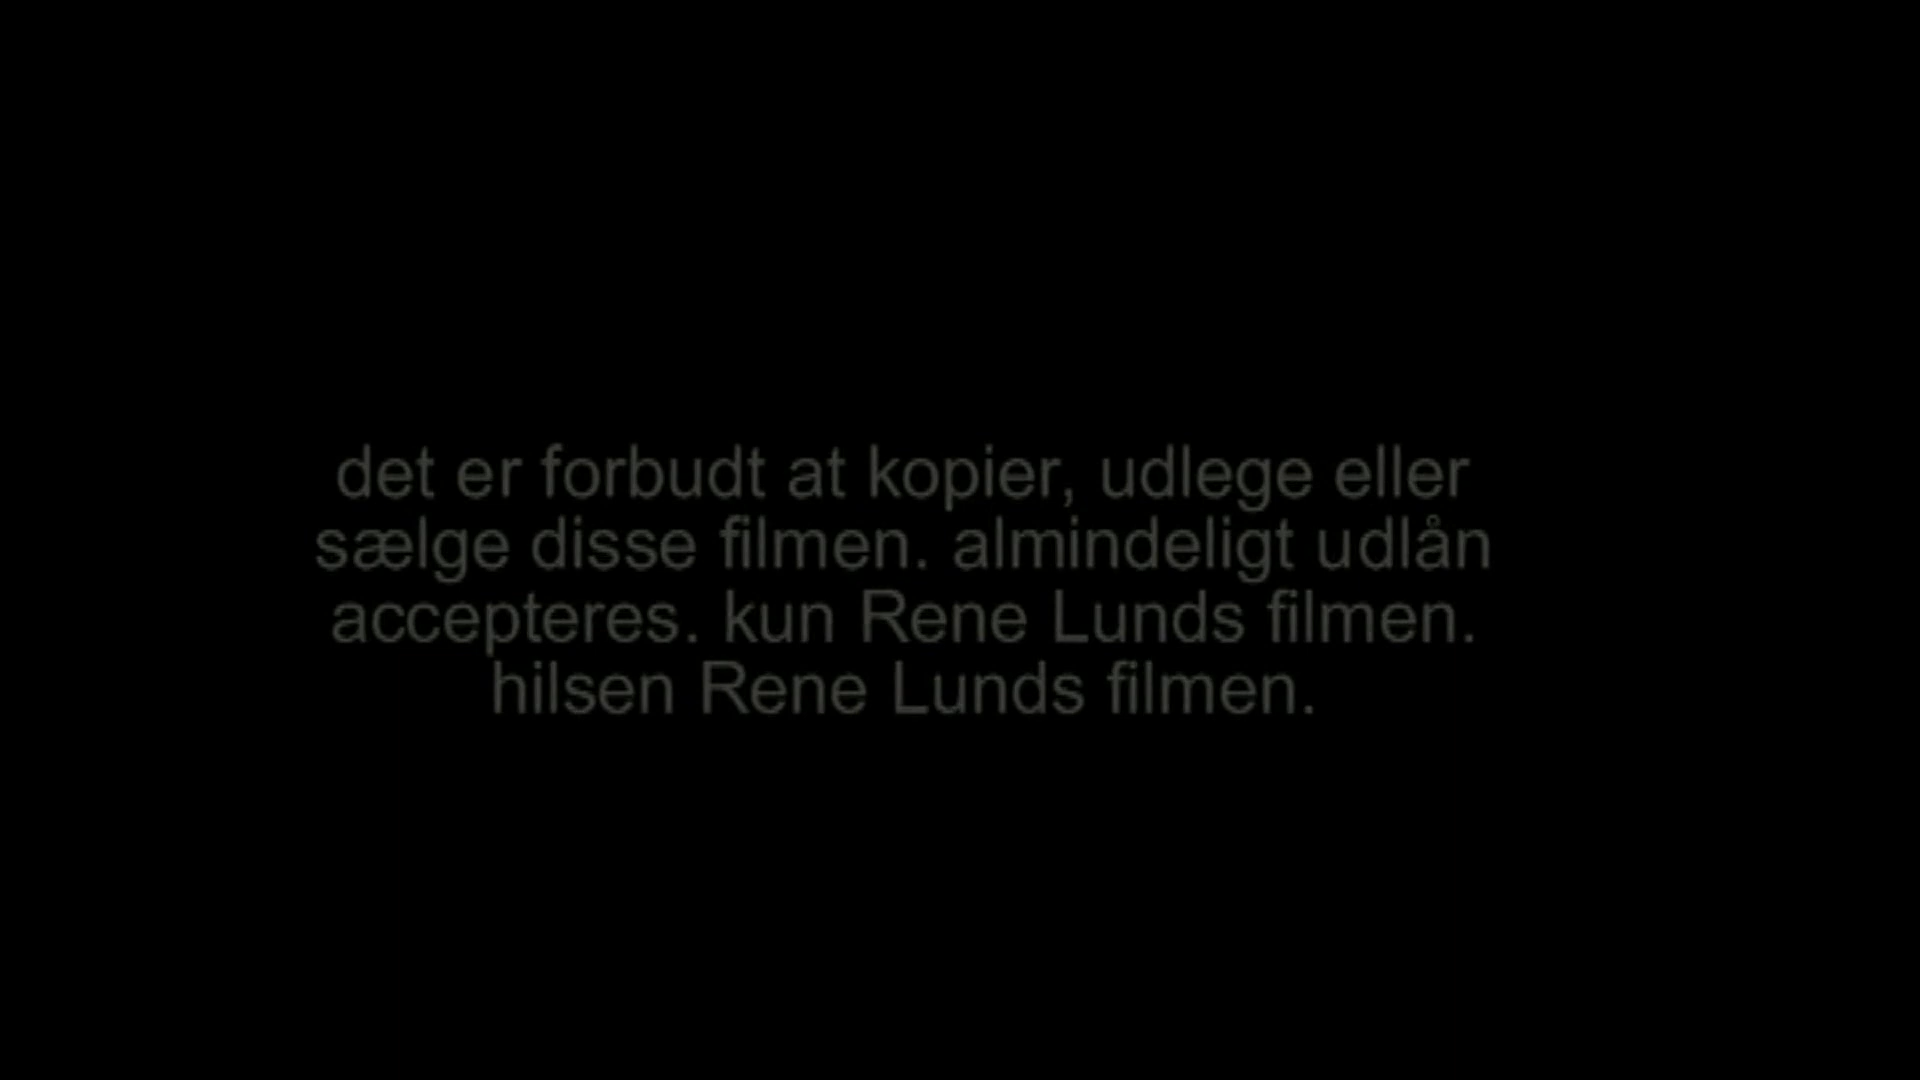 det er forbudt at kopier, udlege eller
sælge disse filmen. almindeligt udlån
accepteres. kun Rene Lunds filmen.
hilsen Rene Lunds filmen.